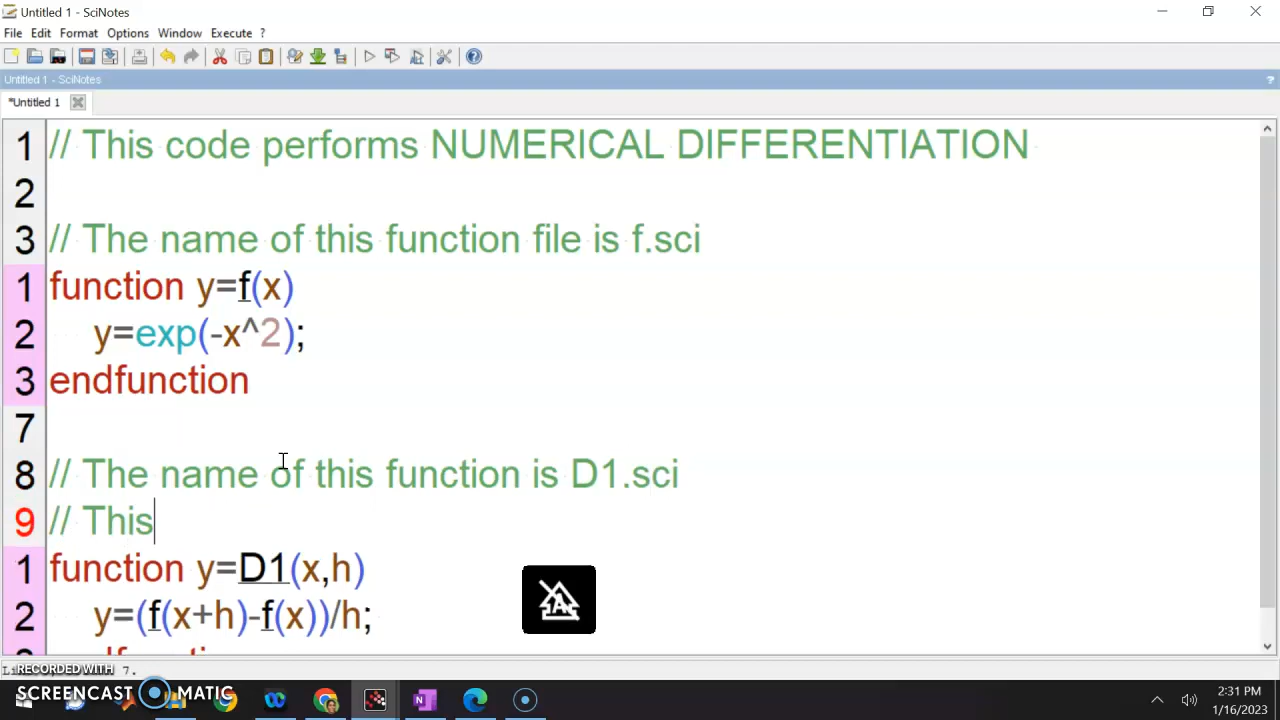 Untitled 1 - SciNotes
File Edit Format Options Window Execute ?
Untitled 1 - SciNotes ?
*Untitled 1
1 // This code performs NUMERICAL DIFFERENTIATION
2
3 // The name of this function file is f.sci
1 function y=f(x)
2 y=exp(-x^2);
3 endfunction
7
8 // The name of this function is D1.sci
9 // This
1 function y=D1(x,h)
2 y=(f(x+h)-f(x))/h;
A
RECORDED WITH 7.
SCREENCAST MATIC
2:31 PM
1/16/2023